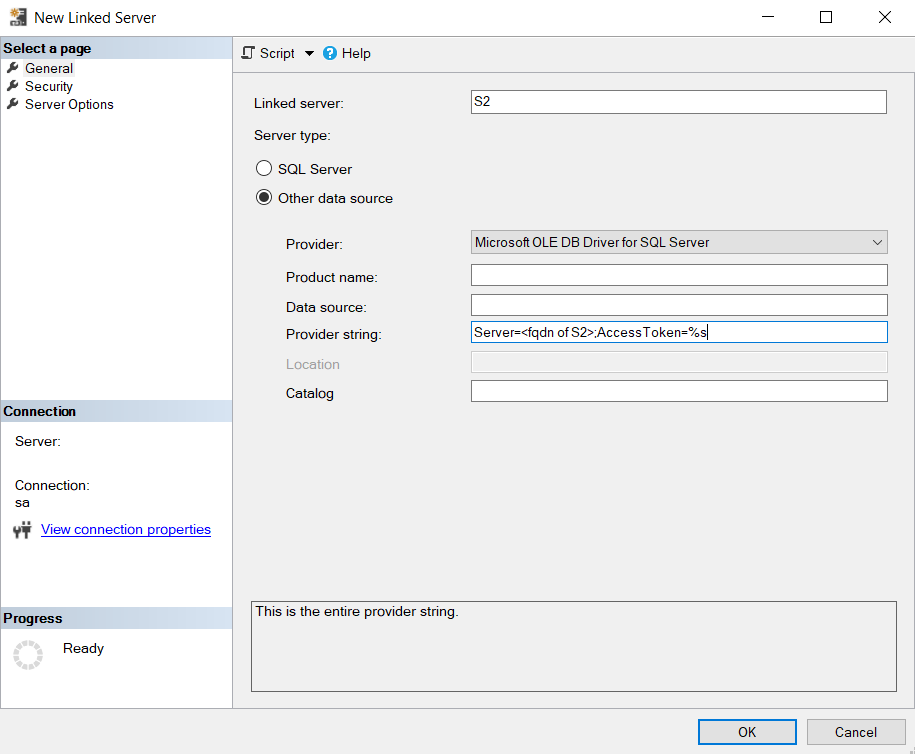 New Linked Server
Select a page
General
Security
Server Options
Script
Help
Linked server:
S2
Server type:
SQL Server
Other data source
Provider:
Microsoft OLE DB Driver for SQL Server
Product name:
Data source:
Provider string:
Server=<fqdn of S2>;AccessToken=%s
Location
Catalog
Connection
Server:
Connection:
sa
View connection properties
Progress
Ready
This is the entire provider string.
OK
Cancel